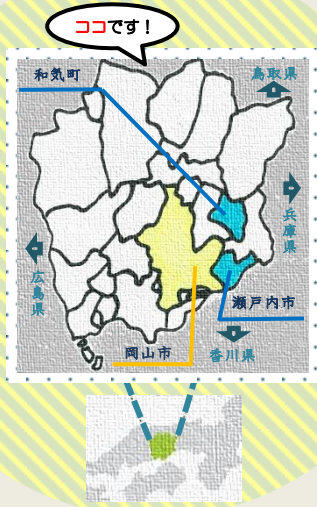 ココです！
和気町
鳥取県
兵庫県
広島県
瀬戸内市
岡山市
香川県